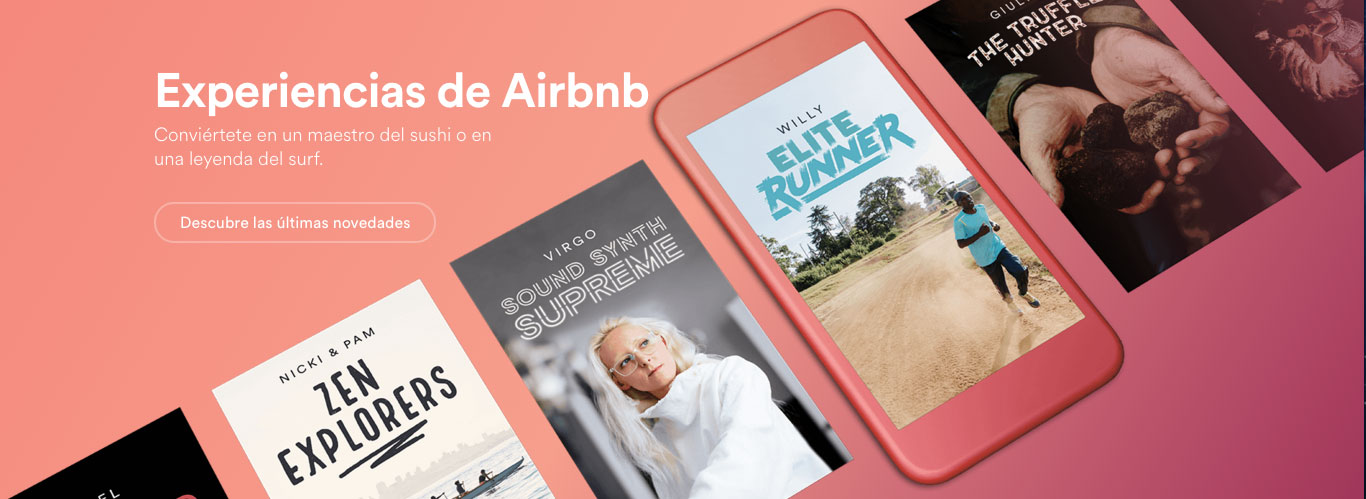 Experiencias de Airbnb
Conviértete en un maestro del sushi o en
una leyenda del surf.
Descubre las últimas novedades
NICKI & PAM
ZEN
EXPLORERS
VIRGO
SOUND SYNTH
SUPREME
WILLY
ELITE
RUNNER
THE TRUFFLE
HUNTER